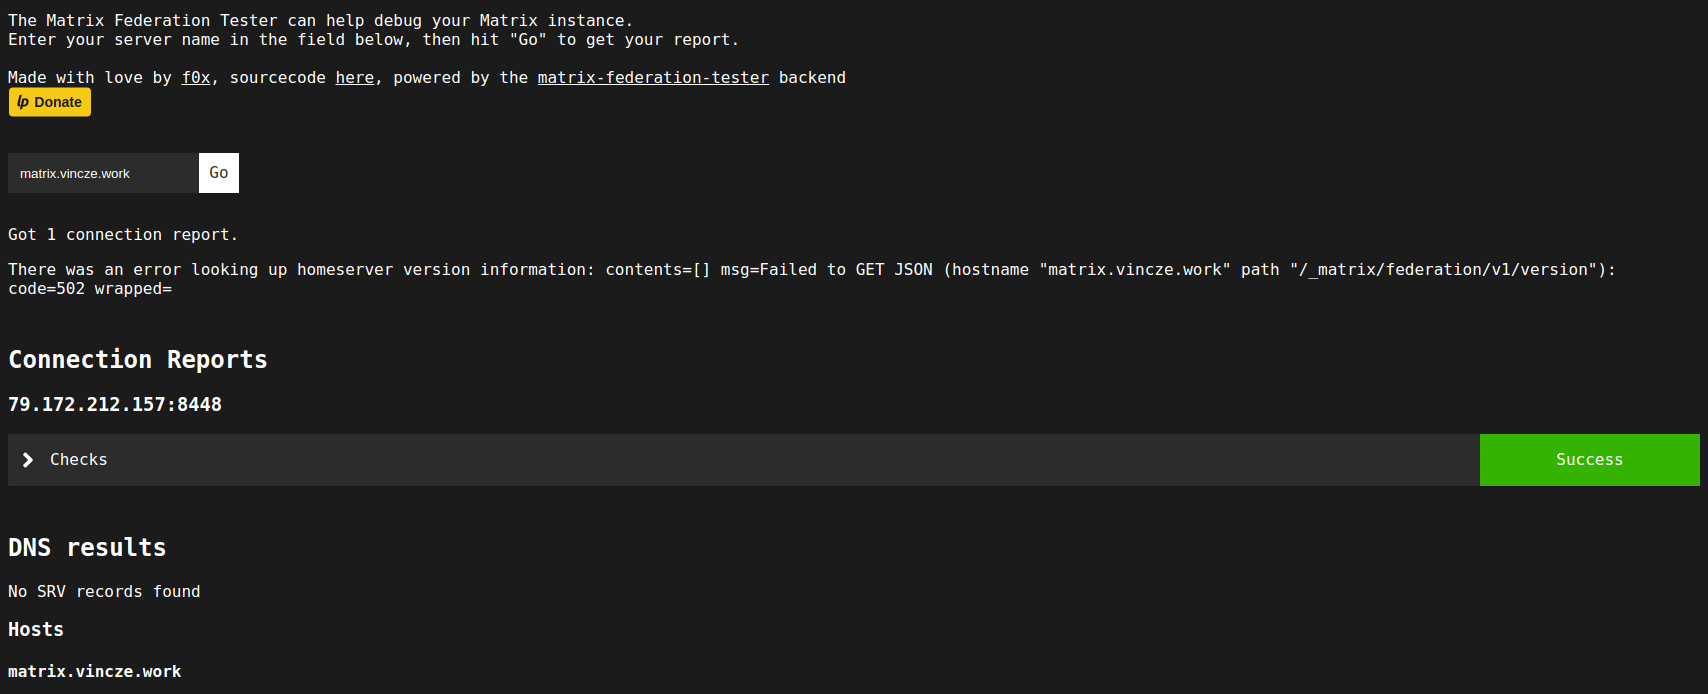 The Matrix Federation Tester can help debug your Matrix instance.
Enter your server name in the field below, then hit "Go" to get your report.
Made with love by f0x, sourcecode here, powered by the matrix-federation-tester backend
lp Donate
matrix.vincze.work Go
Got 1 connection report.
There was an error looking up homeserver version information: contents=[] msg=Failed to GET JSON (hostname "matrix.vincze.work" path "/_matrix/federation/v1/version"):
code=502 wrapped=
Connection Reports
79.172.212.157:8448
Checks Success
DNS results
No SRV records found
Hosts
matrix.vincze.work